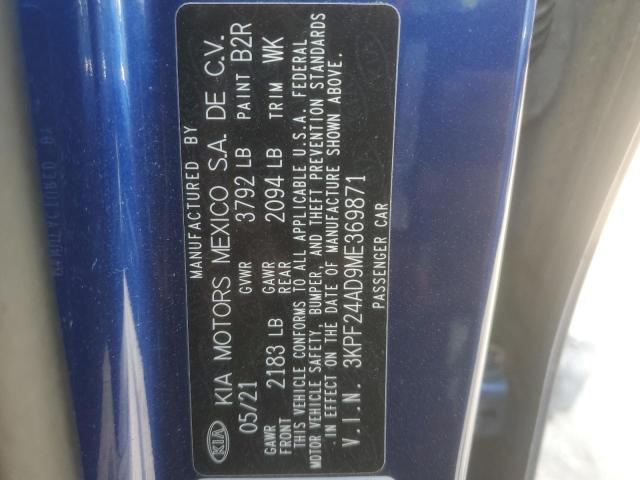 MANUFACTURED BY
KIA KIA MOTORS MEXICO S.A. DE C.V.
05/21 GVWR 3792 LB PAINT B2R
GAWR FRONT 2183 LB GAWR REAR 2094 LB TRIM WK
THIS VEHICLE CONFORMS TO ALL APPLICABLE U.S.A. FEDERAL
MOTOR VEHICLE SAFETY, BUMPER, AND THEFT PREVENTION STANDARDS
IN EFFECT ON THE DATE OF MANUFACTURE SHOWN ABOVE.
V.I.N. 3KPF24AD9ME369871
PASSENGER CAR